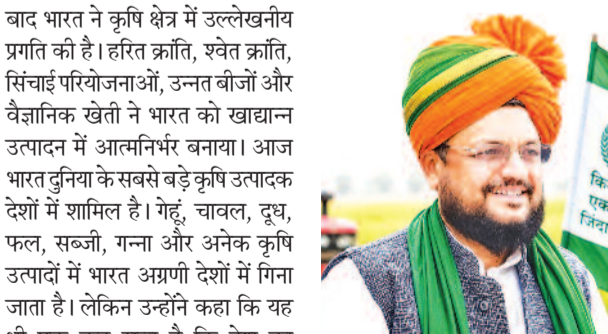 बाद भारत ने कृषि क्षेत्र में उल्लेखनीय
प्रगति की है। हरित क्रांति, श्वेत क्रांति,
सिंचाई परियोजनाओं, उन्नत बीजों और
वैज्ञानिक खेती ने भारत को खाद्यान्न
उत्पादन में आत्मनिर्भर बनाया। आज
भारत दुनिया के सबसे बड़े कृषि उत्पादक
देशों में शामिल है। गेहूं, चावल, दूध,
फल, सब्जी, गन्ना और अनेक कृषि
उत्पादों में भारत अग्रणी देशों में गिना
जाता है। लेकिन उन्होंने कहा कि यह
कि
एक
जिंदा